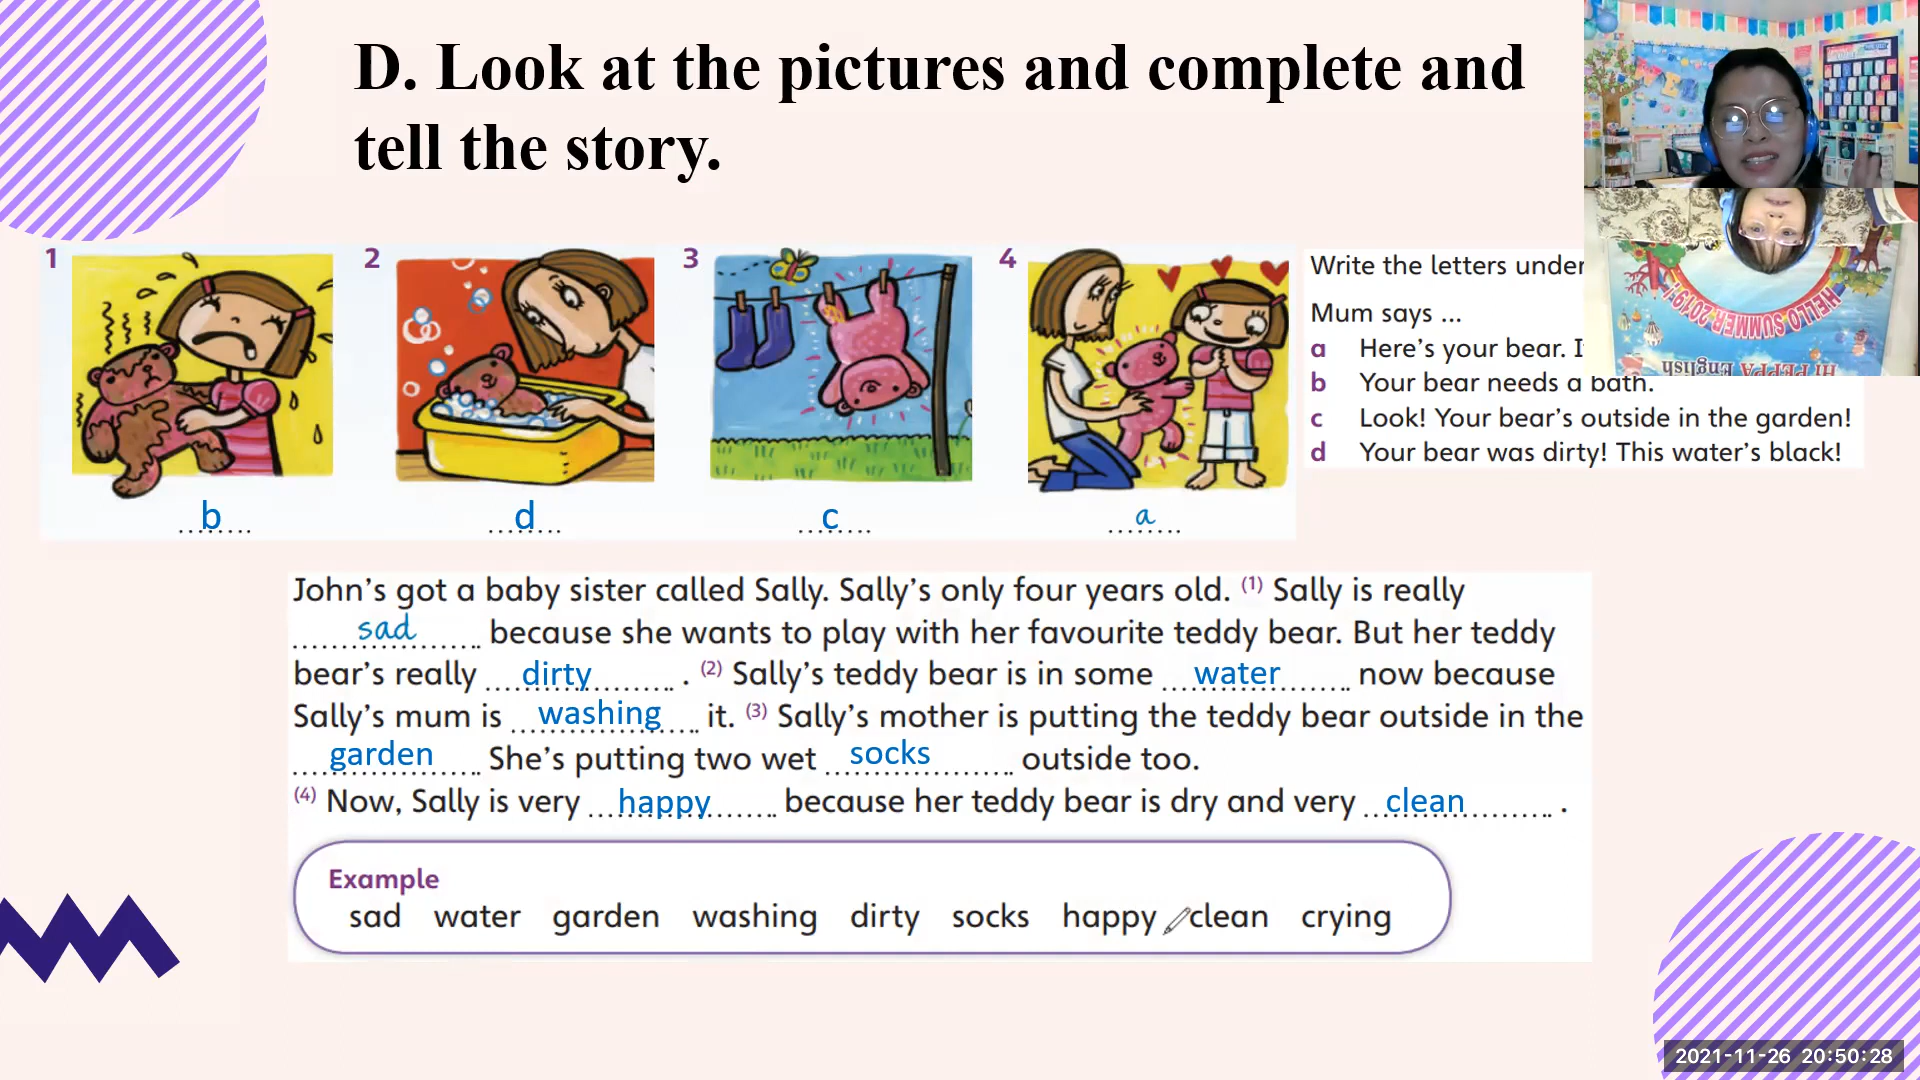 D. Look at the pictures and complete and
tell the story.
1
2
3
4
b
d
c
a
Write the letters under
Mum says ...
a Here's your bear.
b Your bear needs a bath.
c Look! Your bear's outside in the garden!
d Your bear was dirty! This water's black!
HELLO SUMMER 2019!
HI PEPPA English
John's got a baby sister called Sally. Sally's only four years old. (1) Sally is really
sad because she wants to play with her favourite teddy bear. But her teddy
bear's really dirty . (2) Sally's teddy bear is in some water now because
Sally's mum is washing it. (3) Sally's mother is putting the teddy bear outside in the
garden She's putting two wet socks outside too.
(4) Now, Sally is very happy because her teddy bear is dry and very clean .
Example
sad water garden washing dirty socks happy clean crying
2021-11-26 20:50:28